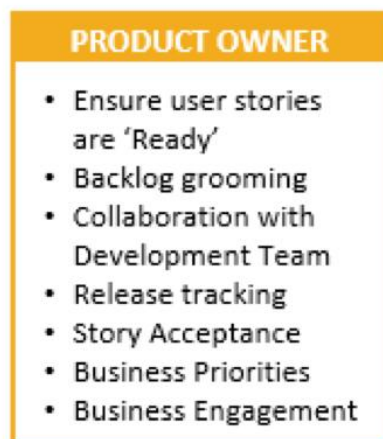 PRODUCT OWNER
• Ensure user stories
are ‘Ready’
• Backlog grooming
• Collaboration with
Development Team
• Release tracking
• Story Acceptance
• Business Priorities
• Business Engagement